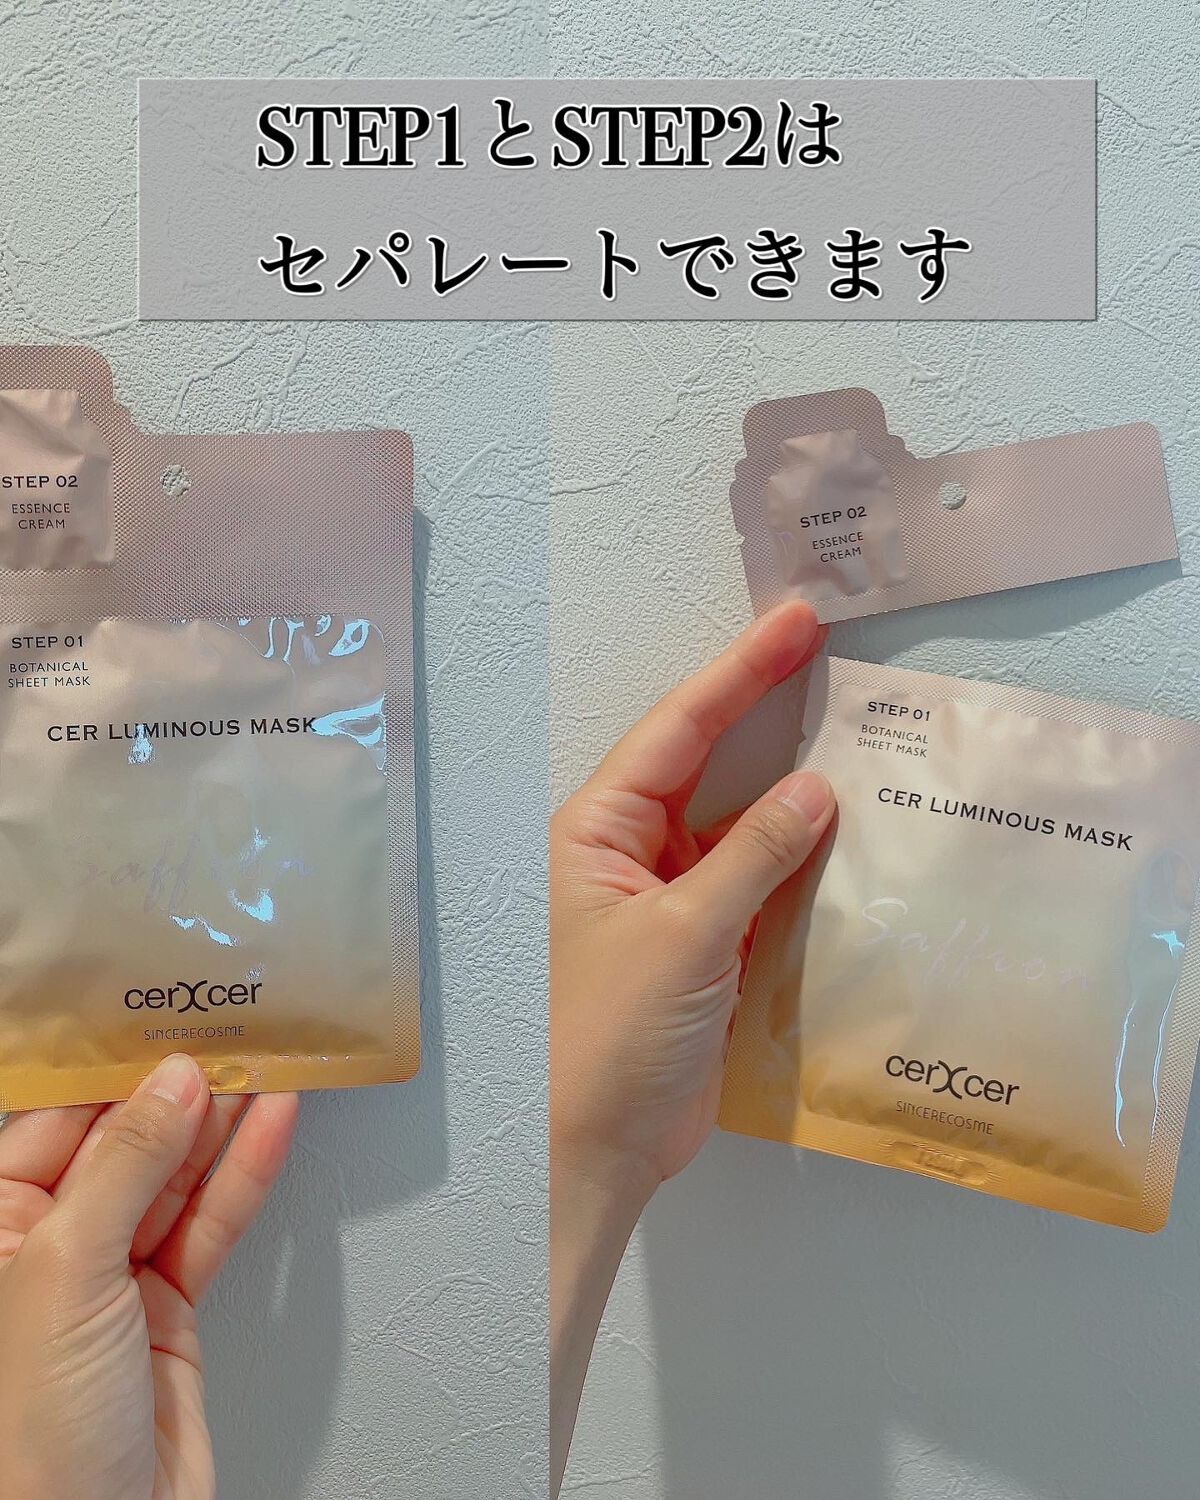 STEP1とSTEP2は
セパレートできます
STEP 02
ESSENCE
CREAM
STEP 01
BOTANICAL
SHEET MASK
CER LUMINOUS MASK
Saffron
cerXcer
SINCERECOSME
STEP 02
ESSENCE
CREAM
STEP 01
BOTANICAL
SHEET MASK
CER LUMINOUS MASK
Saffron
cerXcer
SINCERECOSME